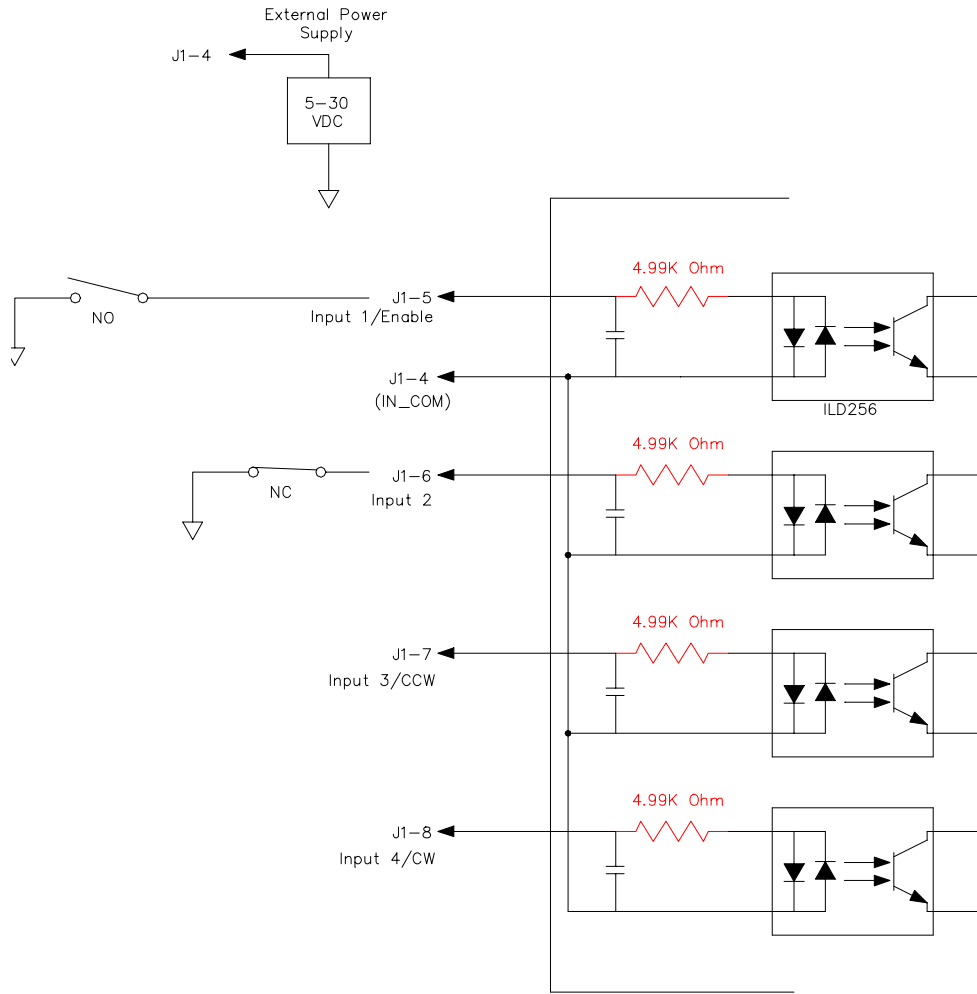 External Power
Supply
J1-4
5-30
VDC
4.99K Ohm
J1-5
Input 1/Enable
NO
J1-4
(IN_COM)
ILD256
4.99K Ohm
J1-6
Input 2
NC
4.99K Ohm
J1-7
Input 3/CCW
4.99K Ohm
J1-8
Input 4/CW